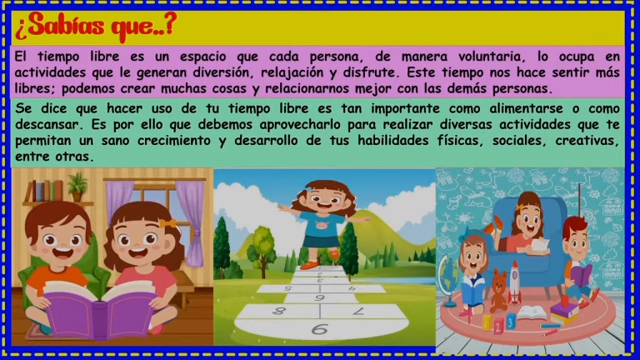 ¿Sabías que..?
El tiempo libre es un espacio que cada persona, de manera voluntaria, lo ocupa en
actividades que le generan diversión, relajación y disfrute. Este tiempo nos hace sentir más
libres; podemos crear muchas cosas y relacionarnos mejor con las demás personas.
Se dice que hacer uso de tu tiempo libre es tan importante como alimentarse o como
descansar. Es por ello que debemos aprovecharlo para realizar diversas actividades que te
permitan un sano crecimiento y desarrollo de tus habilidades físicas, sociales, creativas,
entre otras.